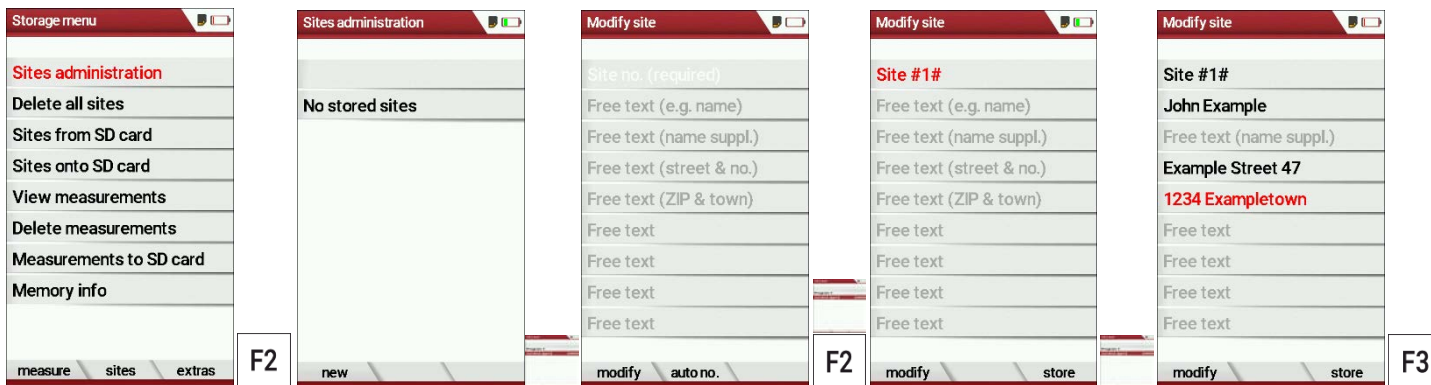 Storage menu
Sites administration
Delete all sites
Sites from SD card
Sites onto SD card
View measurements
Delete measurements
Measurements to SD card
Memory info
measure sites extras
F2
Sites administration
No stored sites
new
Modify site
Site no. (required)
Free text (e.g. name)
Free text (name suppl.)
Free text (street & no.)
Free text (ZIP & town)
Free text
Free text
Free text
Free text
modify auto no.
F2
Modify site
Site #1#
Free text (e.g. name)
Free text (name suppl.)
Free text (street & no.)
Free text (ZIP & town)
Free text
Free text
Free text
Free text
modify store
Modify site
Site #1#
John Example
Free text (name suppl.)
Example Street 47
1234 Exampletown
Free text
Free text
Free text
Free text
modify store
F3